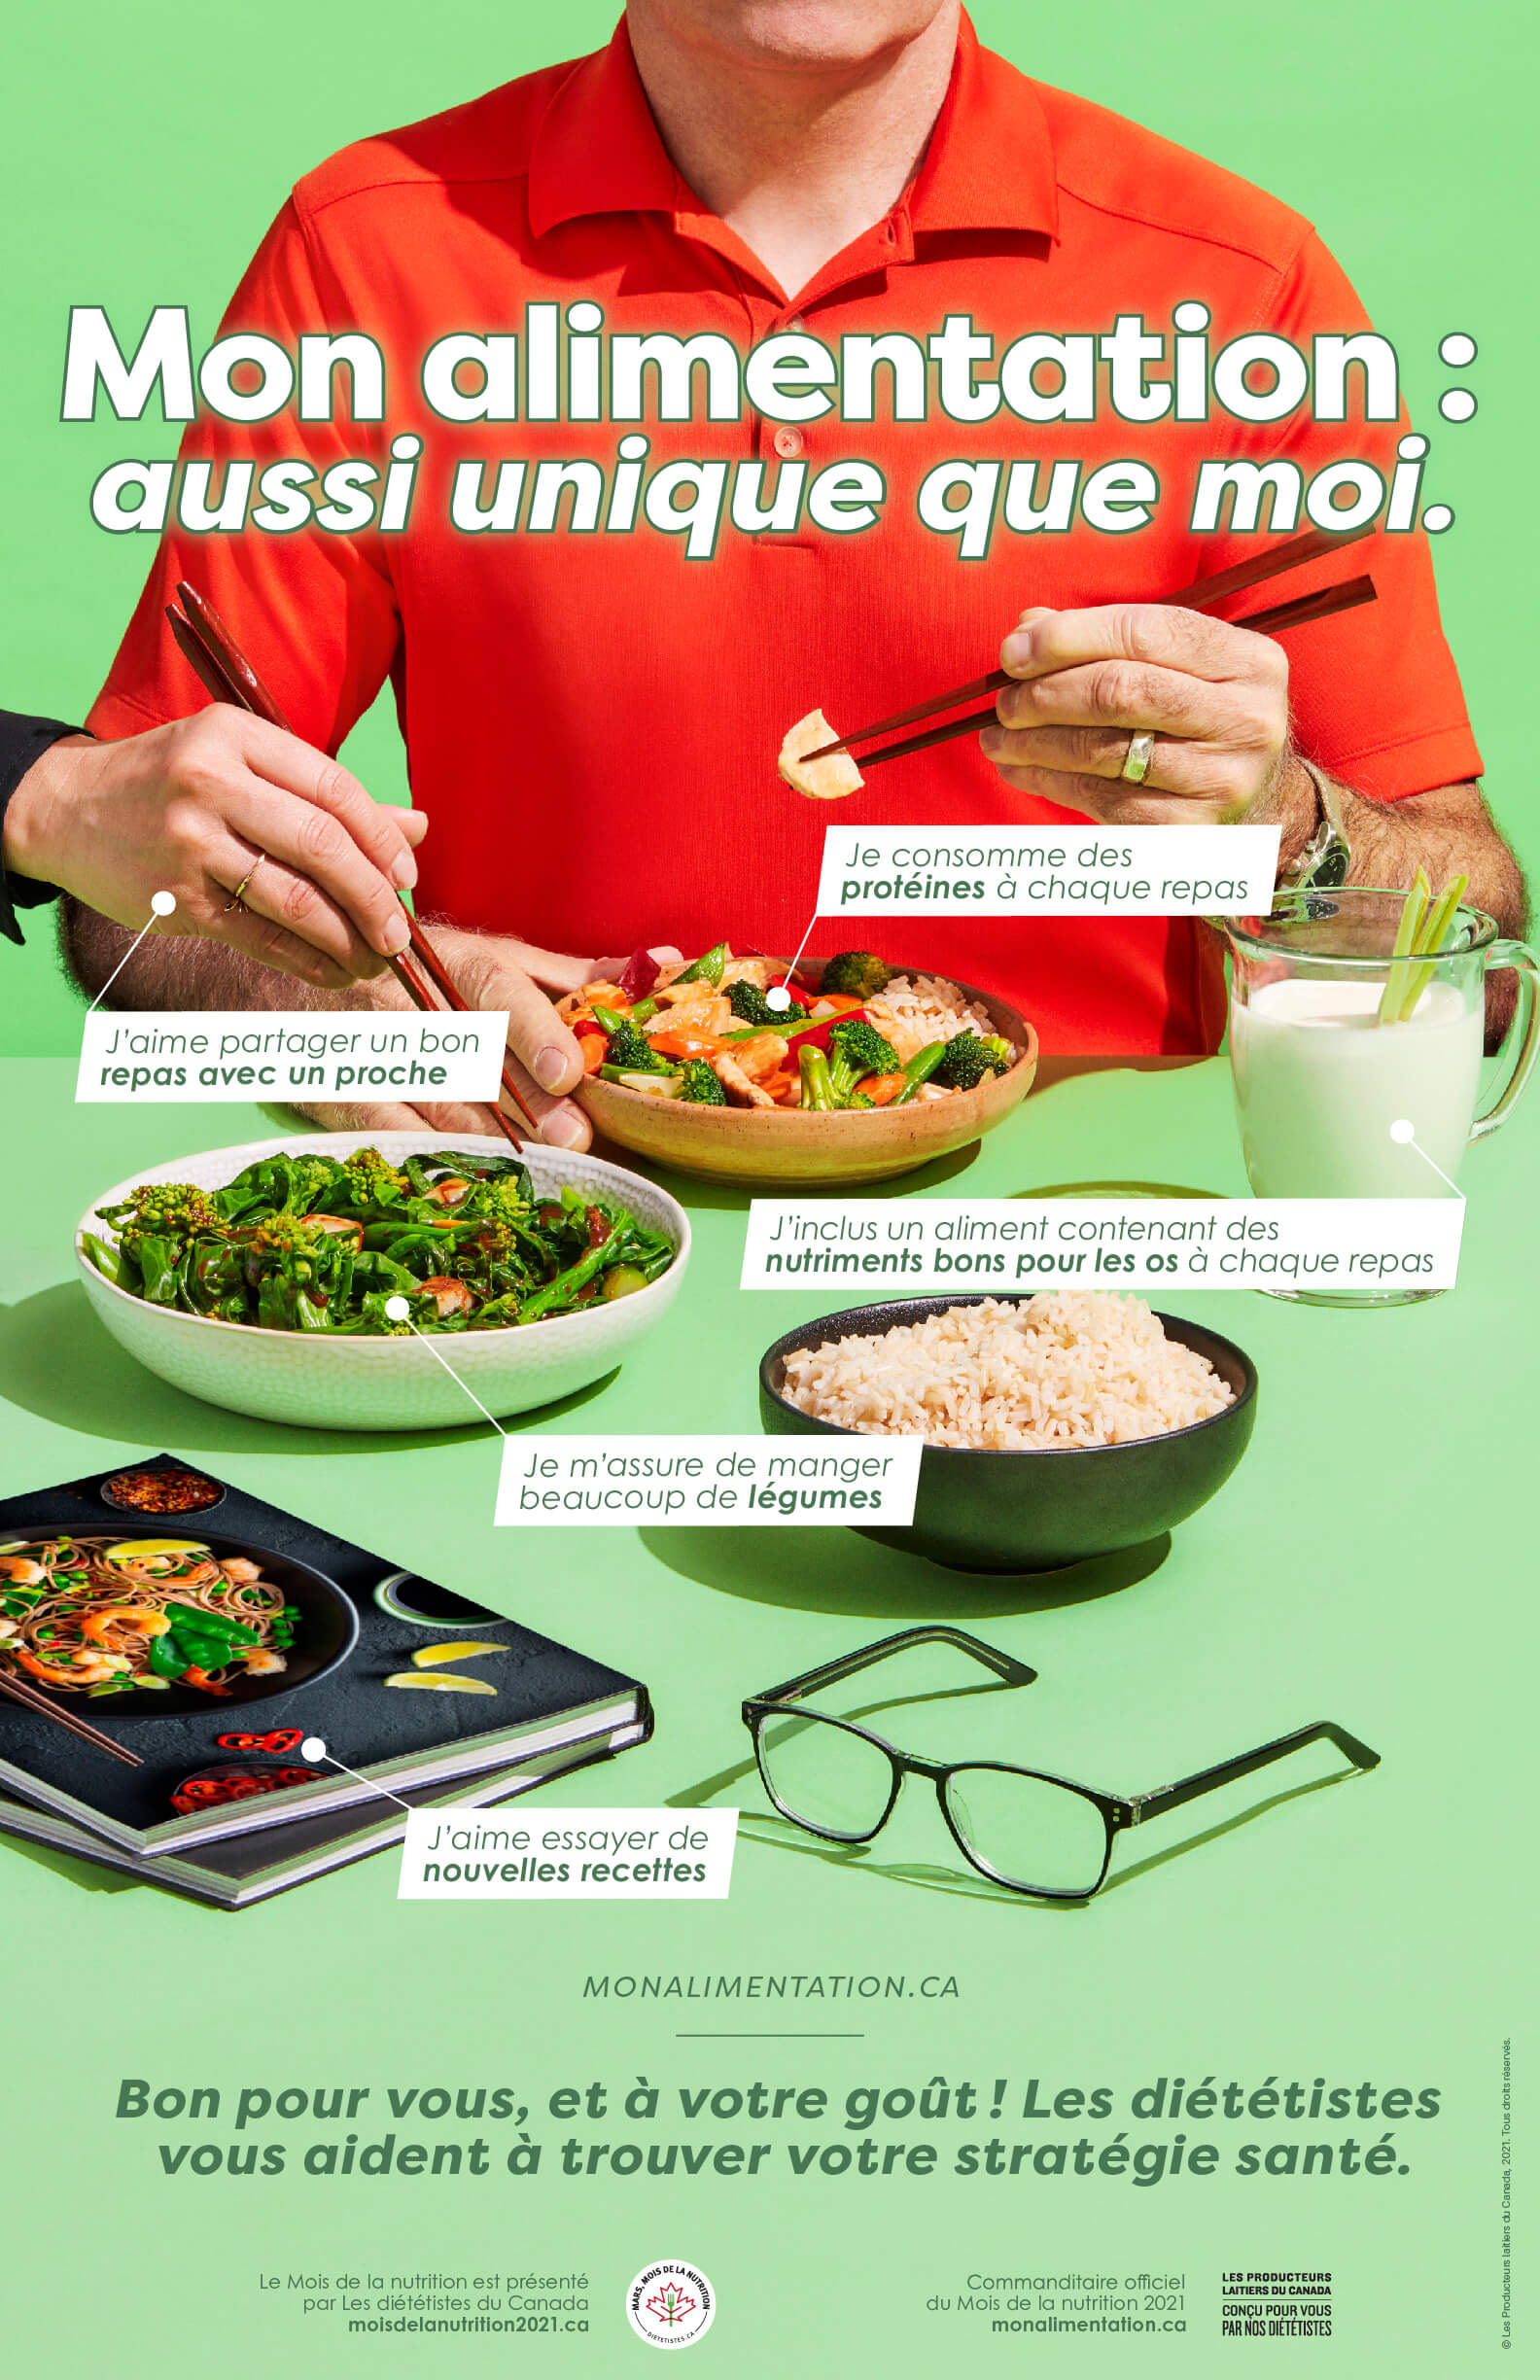 Mon alimentation :
aussi unique que moi.
Je consomme des
protéines à chaque repas
J'aime partager un bon
repas avec un proche
J'inclus un aliment contenant des
nutriments bons pour les os à chaque repas
Je m'assure de manger
beaucoup de légumes
J'aime essayer de
nouvelles recettes
MONALIMENTATION.CA
Bon pour vous, et à votre goût ! Les diététistes
vous aident à trouver votre stratégie santé.
Le Mois de la nutrition est présenté
par Les diététistes du Canada
moisdelanutrition2021.ca
MARS, MOIS DE LA NUTRITION
DIETETISTES.CA
Commanditaire officiel
du Mois de la nutrition 2021
monalimentation.ca
LES PRODUCTEURS
LAITIERS DU CANADA
CONÇU POUR VOUS
PAR NOS DIÉTÉTISTES
© Les Producteurs laitiers du Canada, 2021. Tous droits réservés.